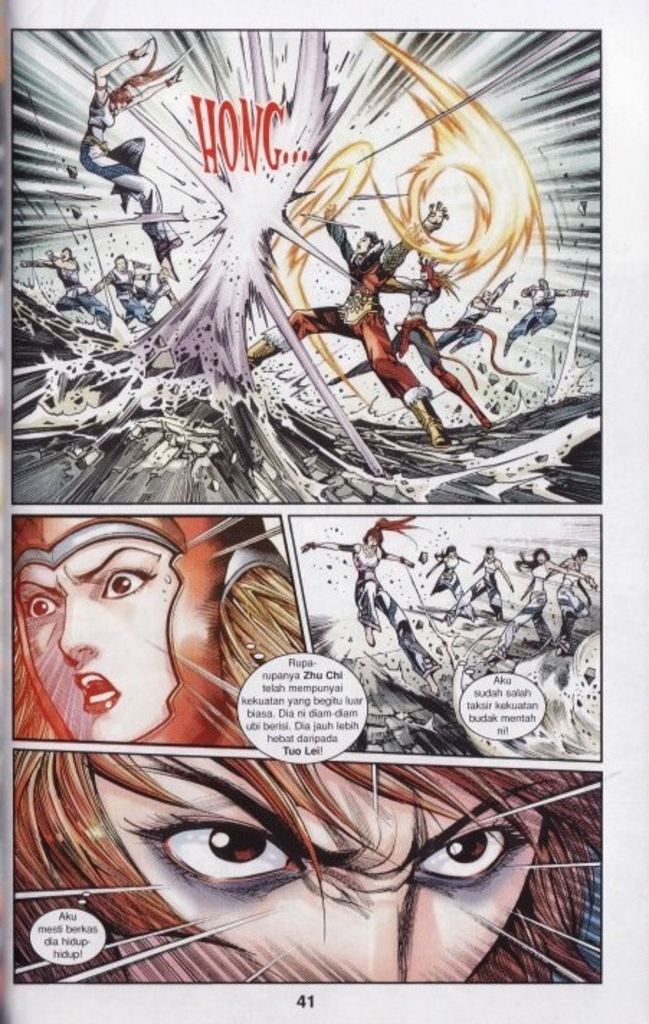 HONG...
Rupa-
rupanya Zhu Chi
telah mempunyai
kekuatan yang begitu luar
biasa. Dia ni diam-diam
ubi berisi. Dia jauh lebih
hebat daripada
Tuo Lei!
Aku
sudah salah
taksir kekuatan
budak mentah
ni!
Aku
mesti berkas
dia hidup-
hidup!
41